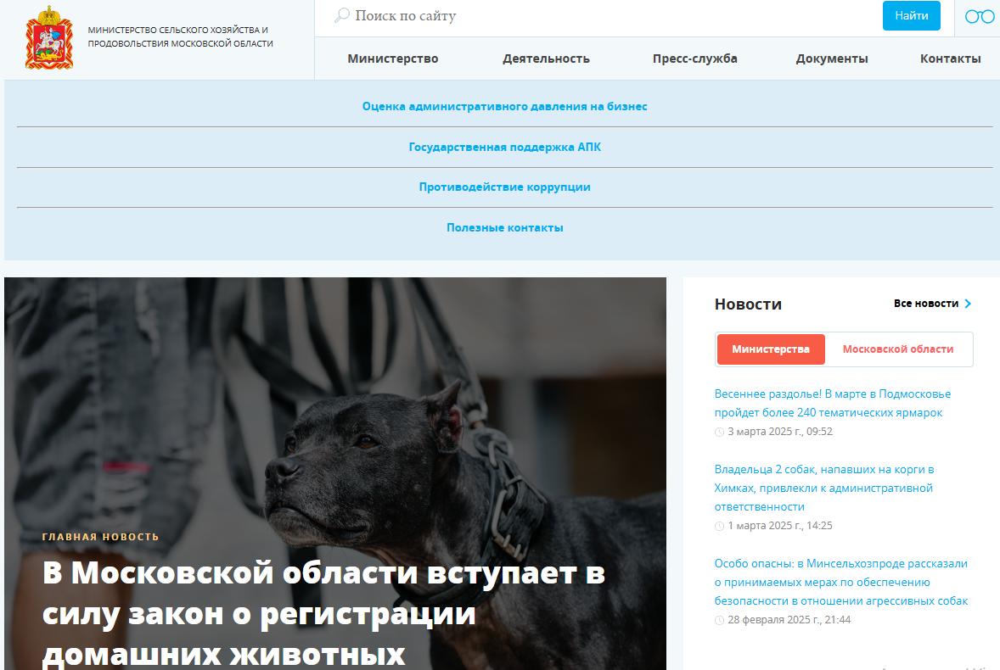 МИНИСТЕРСТВО СЕЛЬСКОГО ХОЗЯЙСТВА И
ПРОДОВОЛЬСТВИЯ МОСКОВСКОЙ ОБЛАСТИ
Поиск по сайту
Найти
Министерство
Деятельность
Пресс-служба
Документы
Контакты
Оценка административного давления на бизнес
Государственная поддержка АПК
Противодействие коррупции
Полезные контакты
ГЛАВНАЯ НОВОСТЬ
В Московской области вступает в
силу закон о регистрации
домашних животных
Новости
Все новости
Министерства
Московской области
Весеннее раздолье! В марте в Подмосковье
пройдет более 240 тематических ярмарок
3 марта 2025 г., 09:52
Владельца 2 собак, напавших на корги в
Химках, привлекли к административной
ответственности
1 марта 2025 г., 14:25
Особо опасны: в Минсельхозпроде рассказали
о принимаемых мерах по обеспечению
безопасности в отношении агрессивных собак
28 февраля 2025 г., 21:44